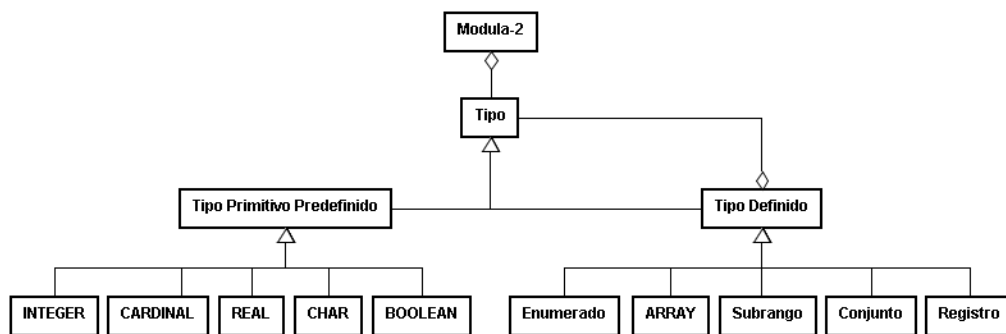 Modula-2
Tipo
Tipo Primitivo Predefinido
Tipo Definido
INTEGER
CARDINAL
REAL
CHAR
BOOLEAN
Enumerado
ARRAY
Subrango
Conjunto
Registro